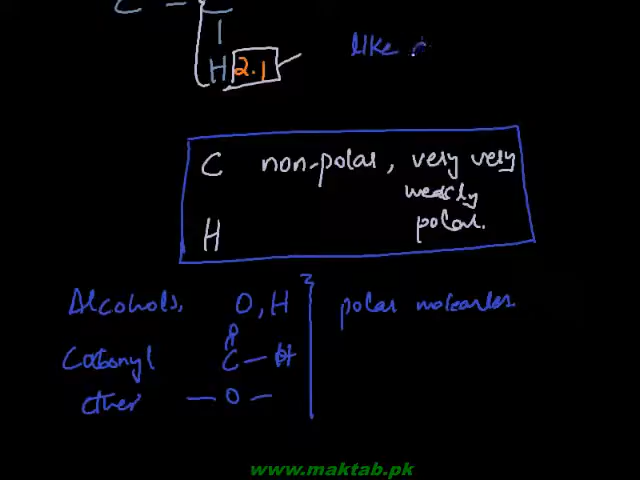 C - C
H 2.1
like
C non-polar, very very
weakly
H polar.
Alcohols, O, H polar molecules
O
Carbonyl C - H
ether - O -
www.maktab.pk